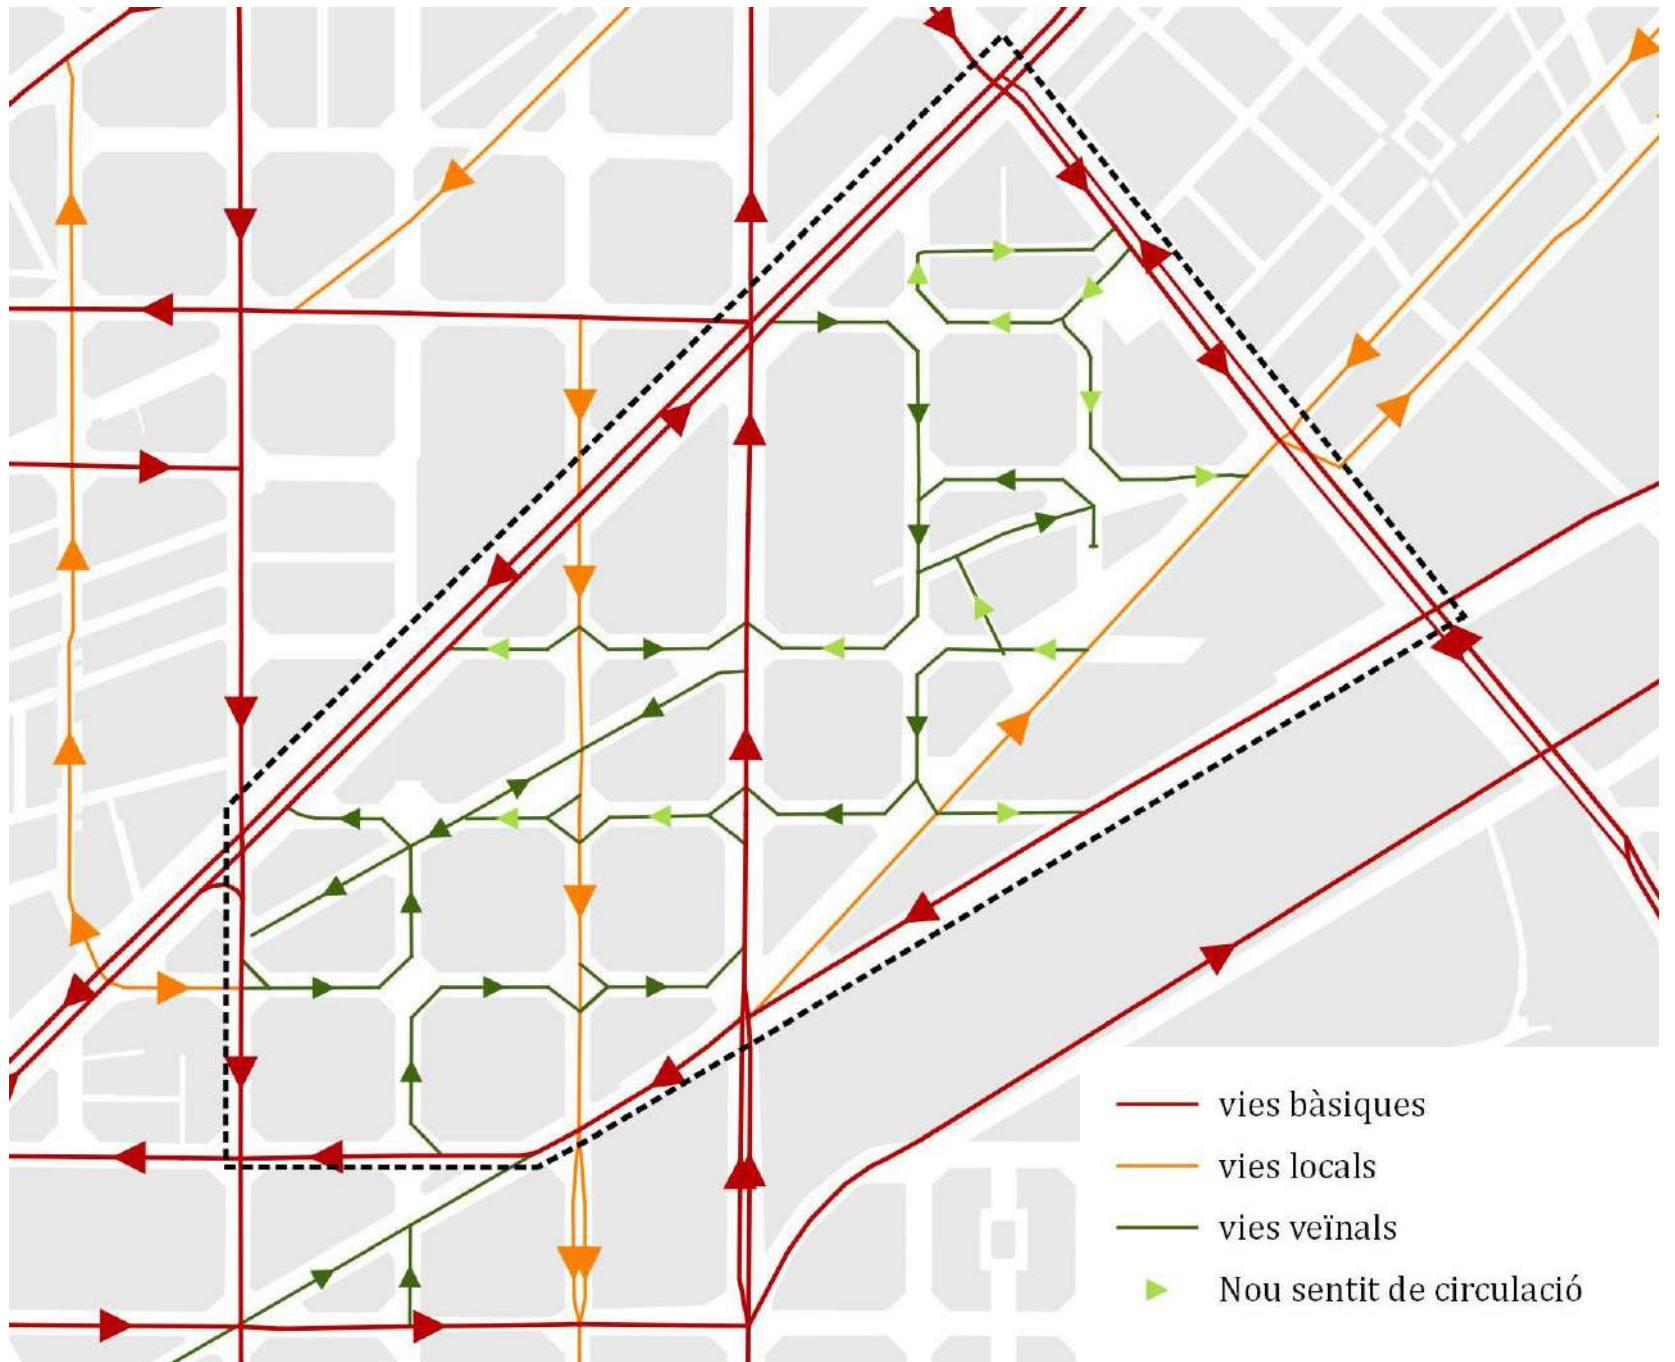 vies bàsiques
vies locals
vies veïnals
Nou sentit de circulació